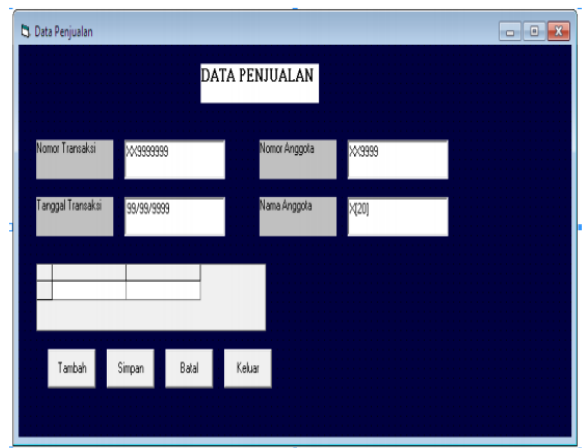 Data Penjualan
DATA PENJUALAN
Nomor Transaksi XX9999999 Nomor Anggota XX9999
Tanggal Transaksi 99/99/9999 Nama Anggota X[20]
Tambah Simpan Batal Keluar